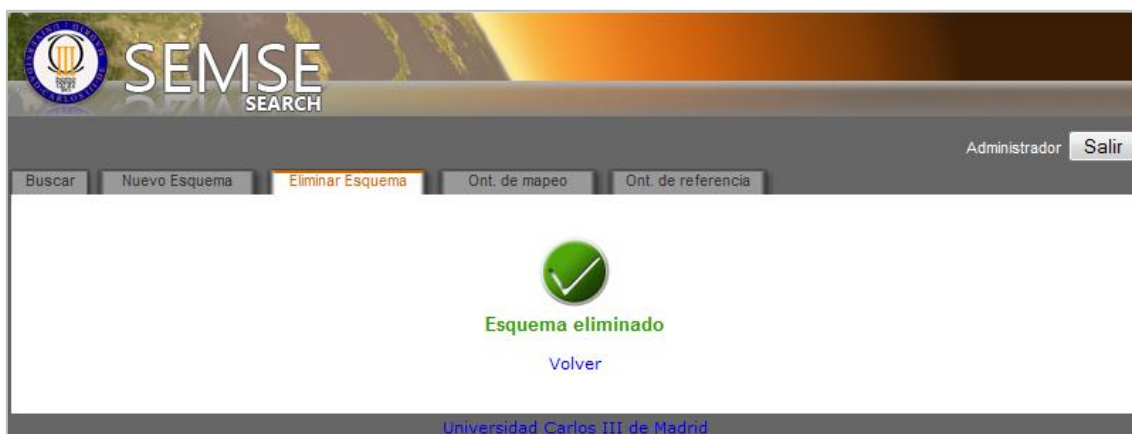 SEMSE
SEARCH
Administrador Salir
Buscar Nuevo Esquema Eliminar Esquema Ont. de mapeo Ont. de referencia
Esquema eliminado
Volver
Universidad Carlos III de Madrid